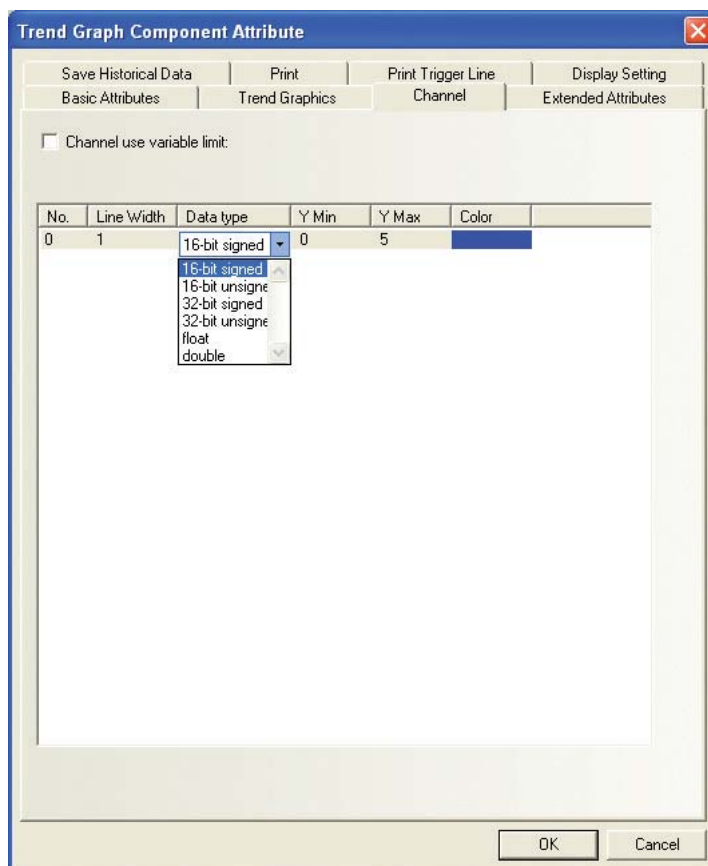 Trend Graph Component Attribute
Save Historical Data Print Print Trigger Line Display Setting
Basic Attributes Trend Graphics Channel Extended Attributes
Channel use variable limit:
No. Line Width Data type Y Min Y Max Color
0 1 16-bit signed 0 5
16-bit signed
16-bit unsigne
32-bit signed
32-bit unsigne
float
double
OK Cancel